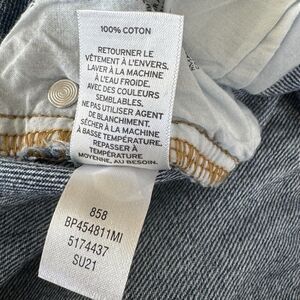 100% COTON
RETOURNER LE
VÊTEMENT À L'ENVERS.
LAVER À LA MACHINE
À L'EAU FROIDE.
AVEC DES COULEURS
SEMBLABLES.
NE PAS UTILISER AGENT
DE BLANCHIMENT.
SÉCHER À LA MACHINE
À BASSE TEMPÉRATURE.
REPASSER À
TEMPÉRATURE
MOYENNE, AU BESOIN.
858
BP454811MI
5174437
SU21